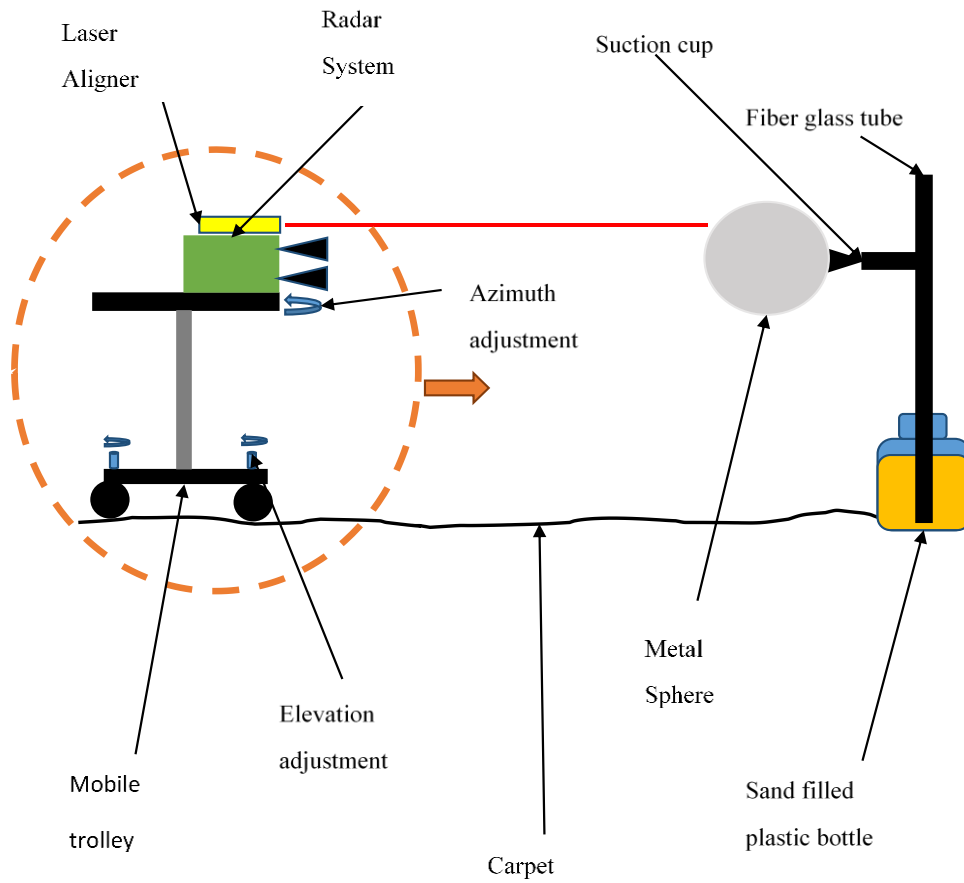 Laser
Aligner
Radar
System
Suction cup
Fiber glass tube
Azimuth
adjustment
Metal
Sphere
Elevation
adjustment
Mobile
trolley
Sand filled
plastic bottle
Carpet